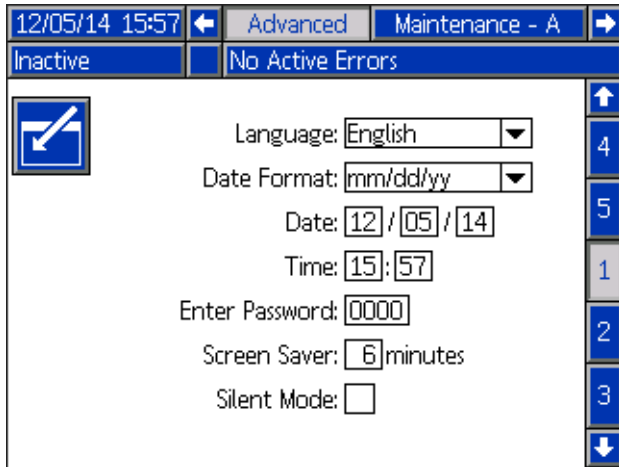 12/05/14 15:57 Advanced Maintenance - A
Inactive No Active Errors
Language: English
4
Date Format: mm/dd/yy
Date: 12 / 05 / 14
5
Time: 15 : 57
1
Enter Password: 0000
2
Screen Saver: 6 minutes
Silent Mode:
3